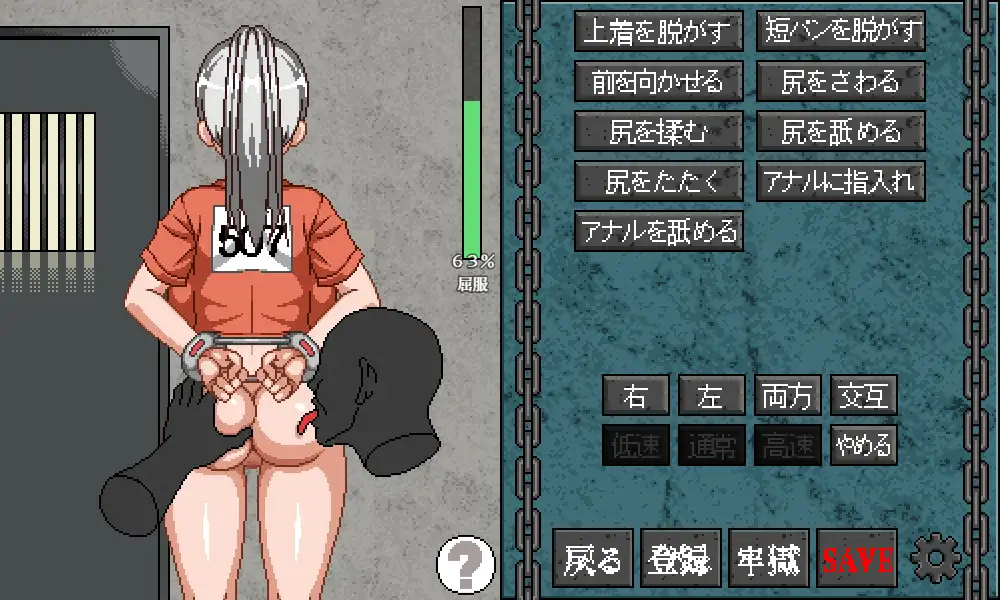 507
63%
屈服
上着を脱がす
短パンを脱がす
前を向かせる
尻をさわる
尻を揉む
尻を舐める
尻をたたく
アナルに指入れ
アナルを舐める
右
左
両方
交互
低速
通常
高速
やめる
戻る
登録
牢獄
SAVE
?